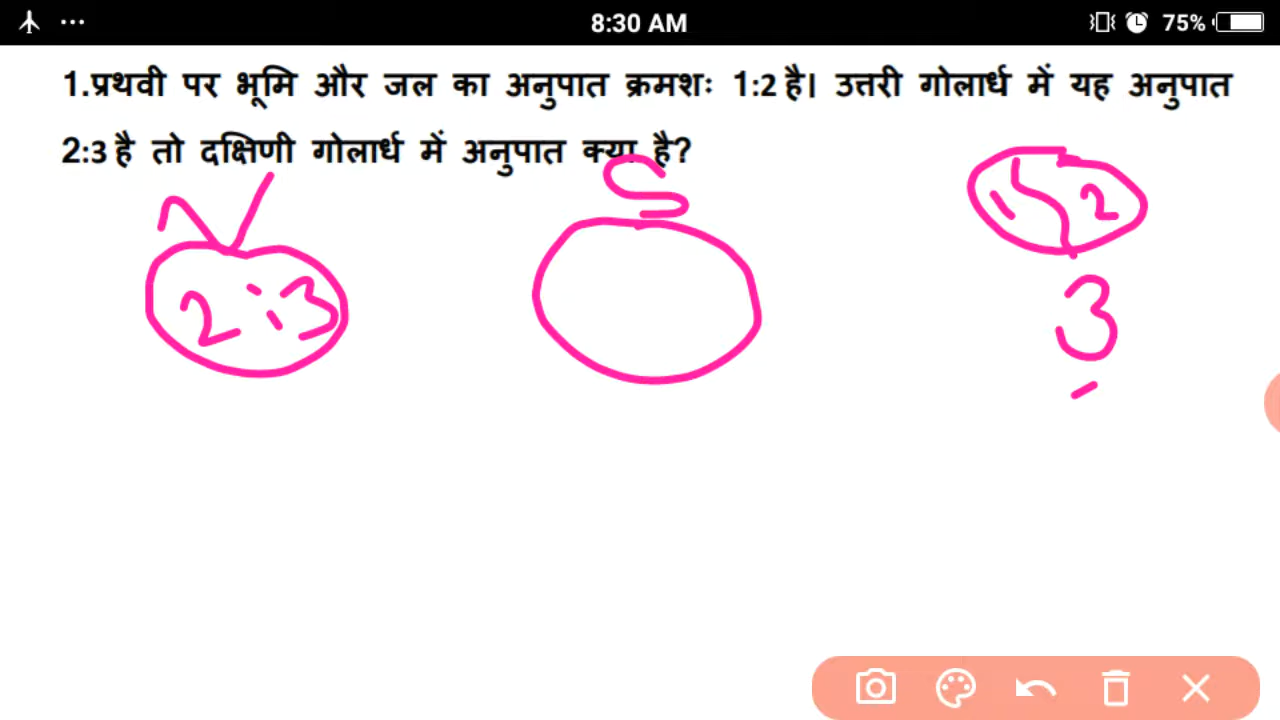 8:30 AM
75%
1.प्रथवी पर भूमि और जल का अनुपात क्रमशः 1:2 है। उत्तरी गोलार्ध में यह अनुपात
2:3 है तो दक्षिणी गोलार्ध में अनुपात क्या है?
N S 1 2
2:3 3